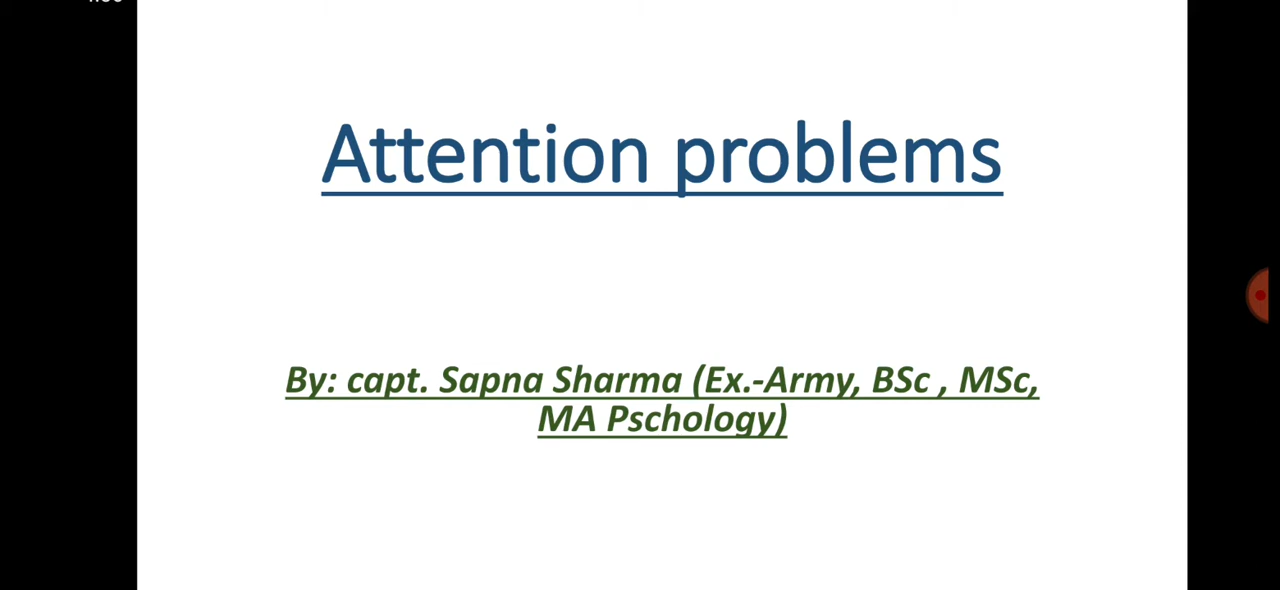 Attention problems
By: capt. Sapna Sharma (Ex.-Army, BSc , MSc,
MA Pschology)